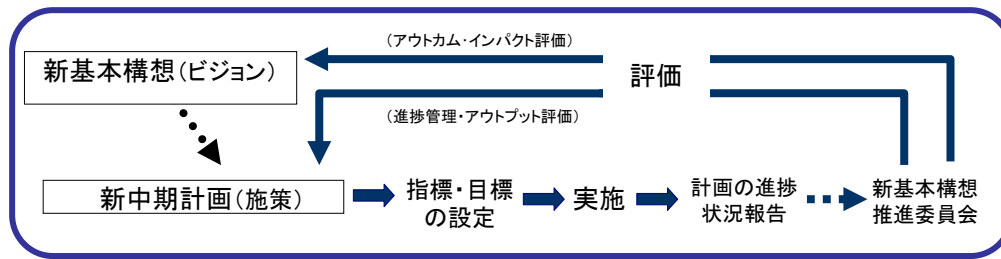 （アウトカム・インパクト評価）
新基本構想（ビジョン）
評価
（進捗管理・アウトプット評価）
新中期計画（施策）
指標・目標
の設定
実施
計画の進捗
状況報告
新基本構想
推進委員会